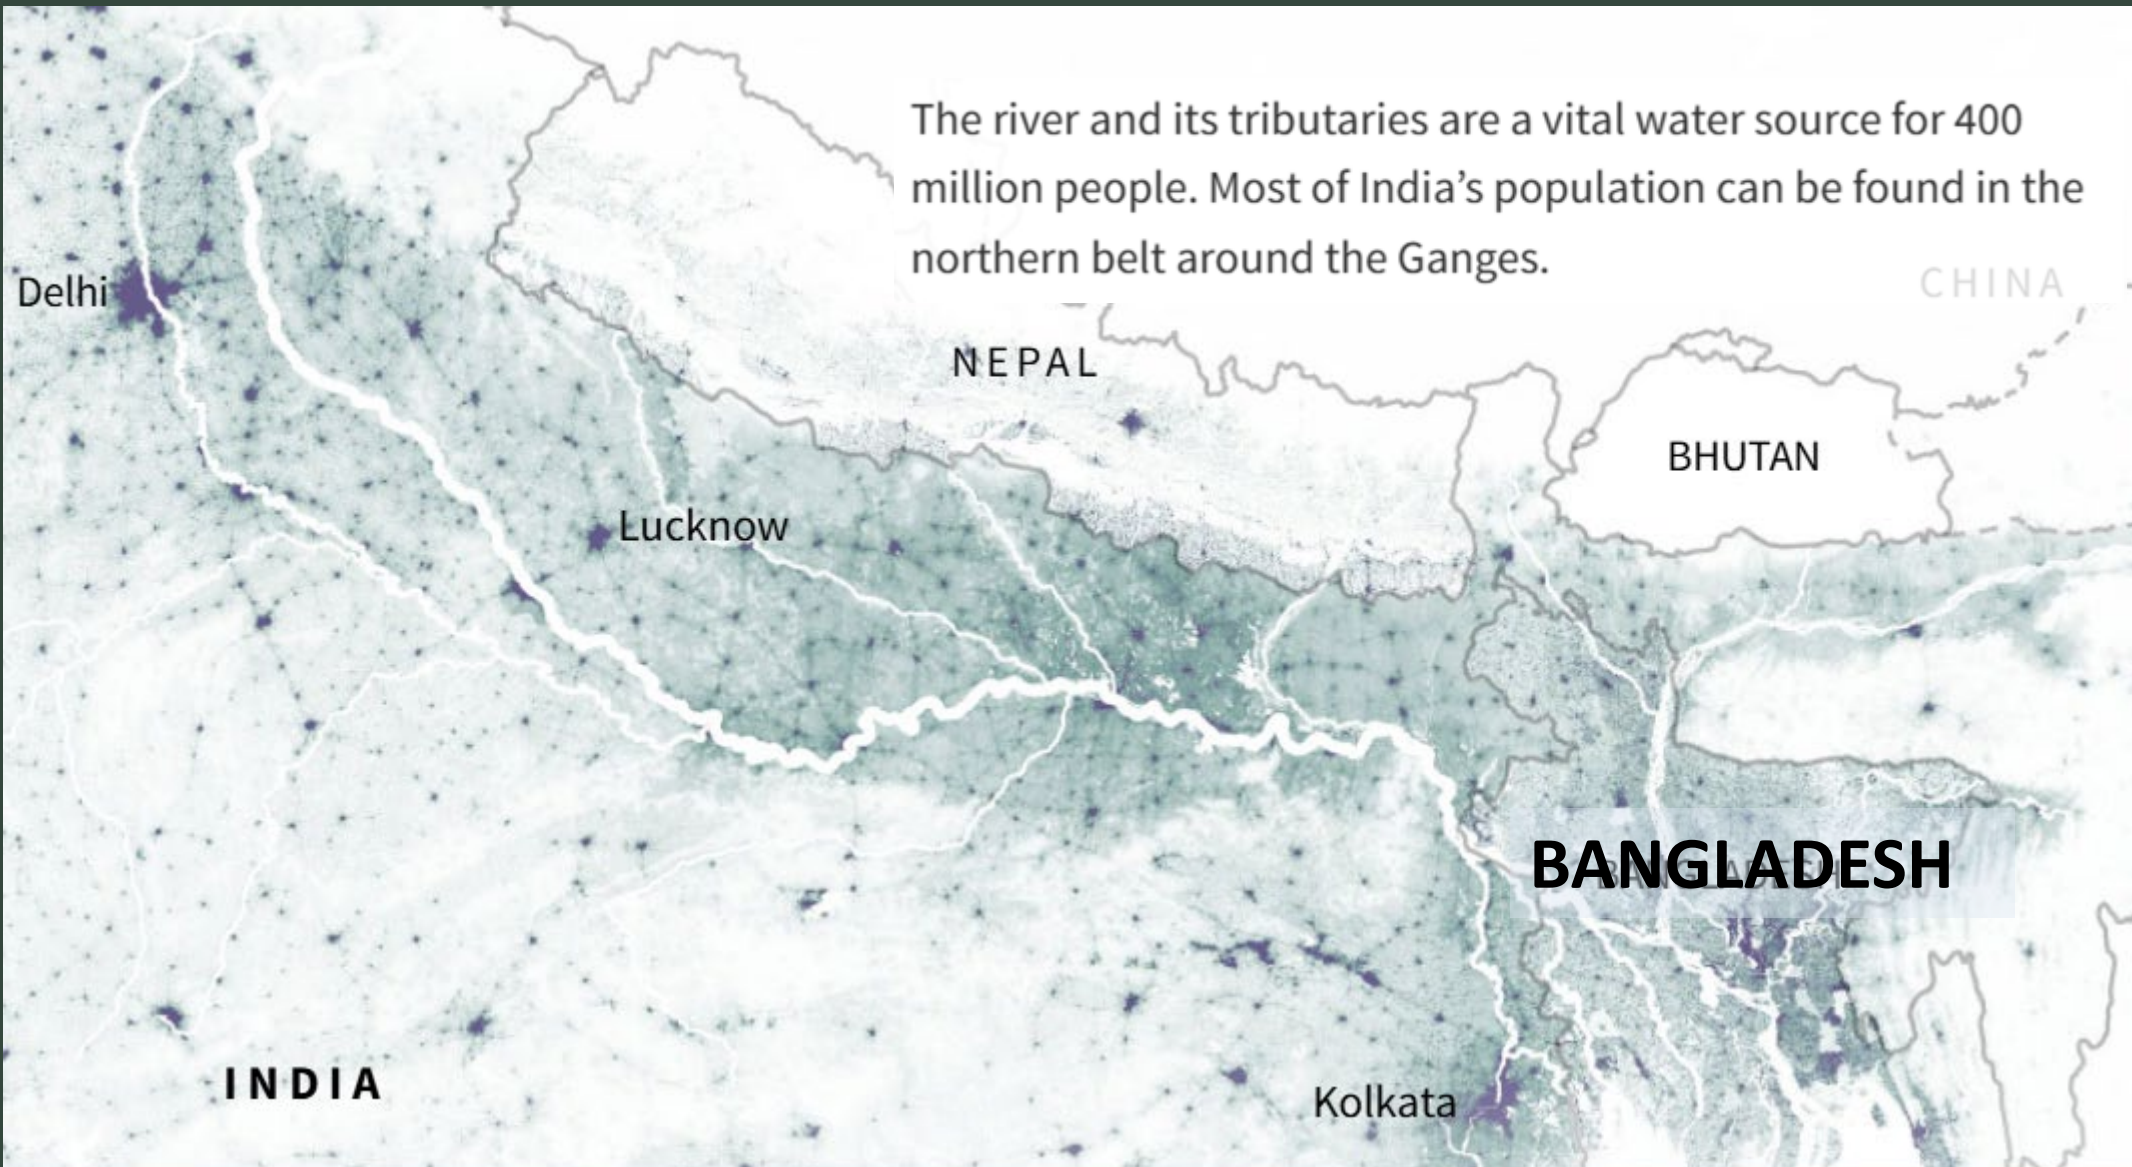 The river and its tributaries are a vital water source for 400
million people. Most of India’s population can be found in the
northern belt around the Ganges.
CHINA
Delhi
NEPAL
BHUTAN
Lucknow
BANGLADESH
BANGLADESH
INDIA
Kolkata